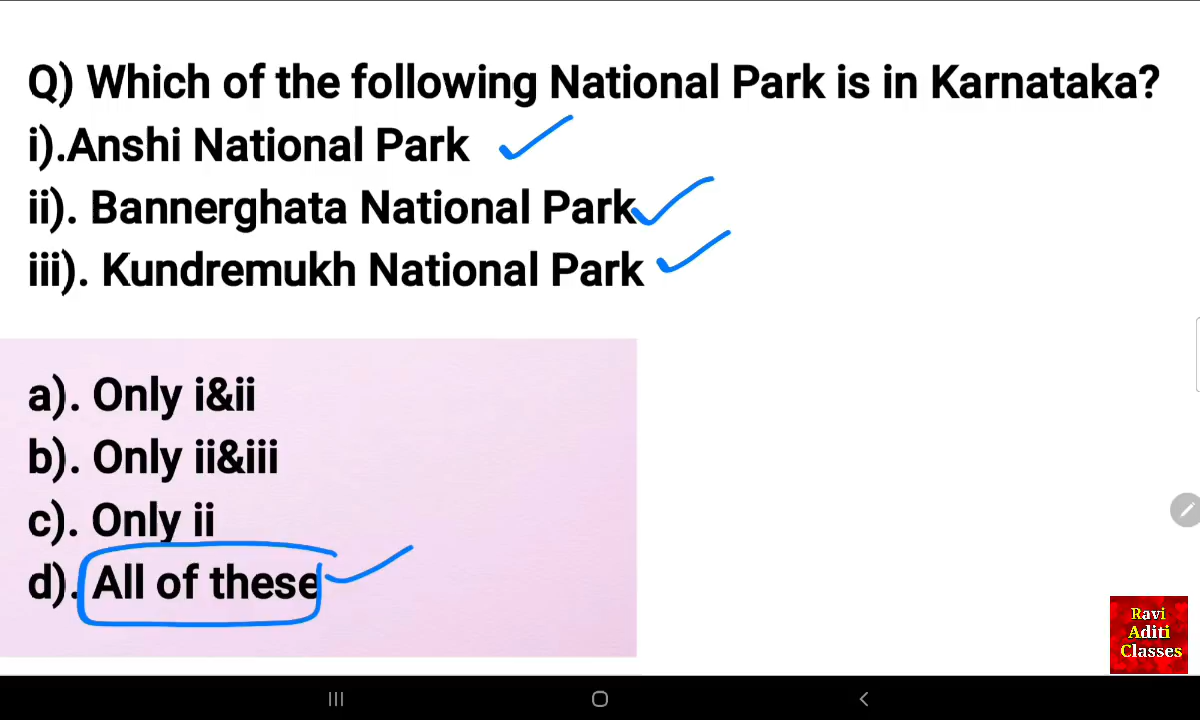 Q) Which of the following National Park is in Karnataka?
i).Anshi National Park
ii). Bannerghata National Park
iii). Kundremukh National Park
a). Only i&ii
b). Only ii&iii
c). Only ii
d). All of these
Ravi
Aditi
Classes